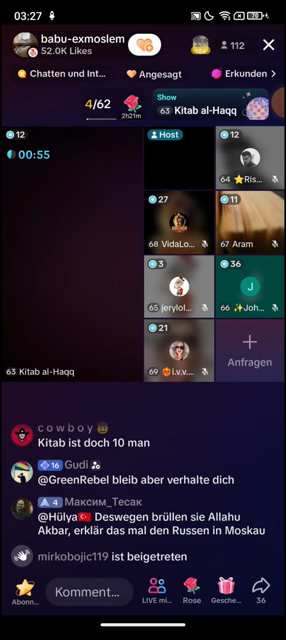 03:27
79
babu-exmoslem
52.0K Likes
112
Chatten und Int...
Angesagt
Erkunden >
4/62
2h21m
Show
63 Kitab al-Haqq
12
00:55
63 Kitab al-Haqq
Host
12
64 ⭐Ris...
27
68 VidaLo...
11
67 Aram
3
65 jerylol...
36
J
66 ✨Joh...
21
69 ❤️‍🔥i.v.v....
+
Anfragen
c o w b o y 🤠
Kitab ist doch 10 man
16 Gudi
@GreenRebel bleib aber verhalte dich
4 Максим_Тесак
@Hülya🇹🇷 Deswegen brüllen sie Allahu
Akbar, erklär das mal den Russen in Moskau
mirkobojic119 ist beigetreten
Abonn...
Komment...
LIVE mi...
Rose
Gesche...
36